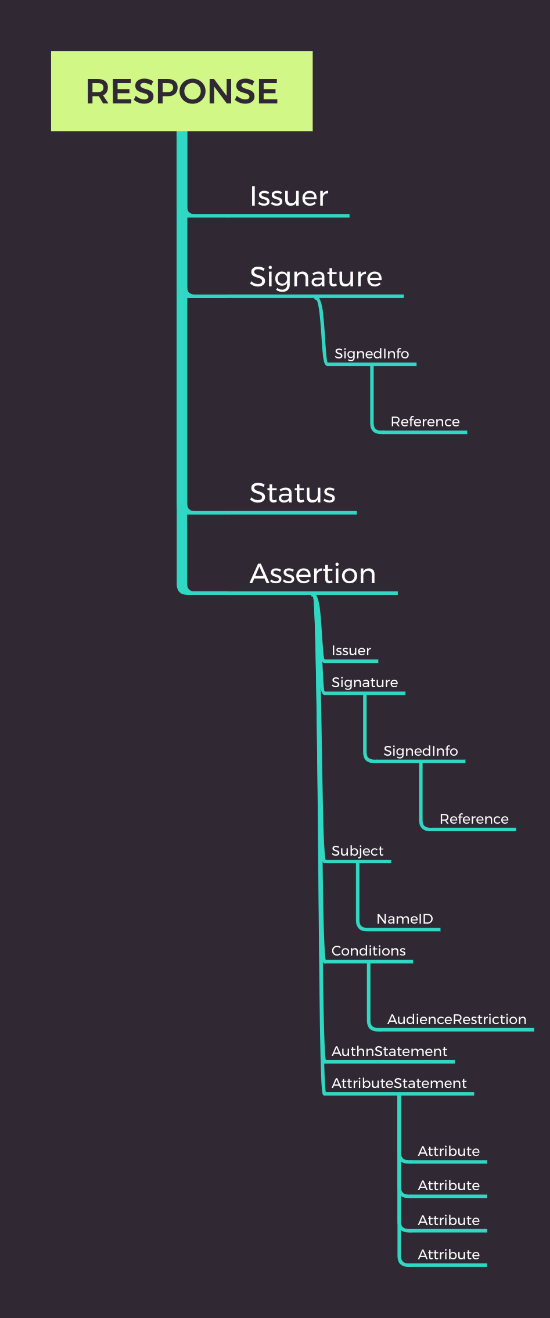 RESPONSE
Issuer
Signature
SignedInfo
Reference
Status
Assertion
Issuer
Signature
SignedInfo
Reference
Subject
NameID
Conditions
AudienceRestriction
AuthnStatement
AttributeStatement
Attribute
Attribute
Attribute
Attribute